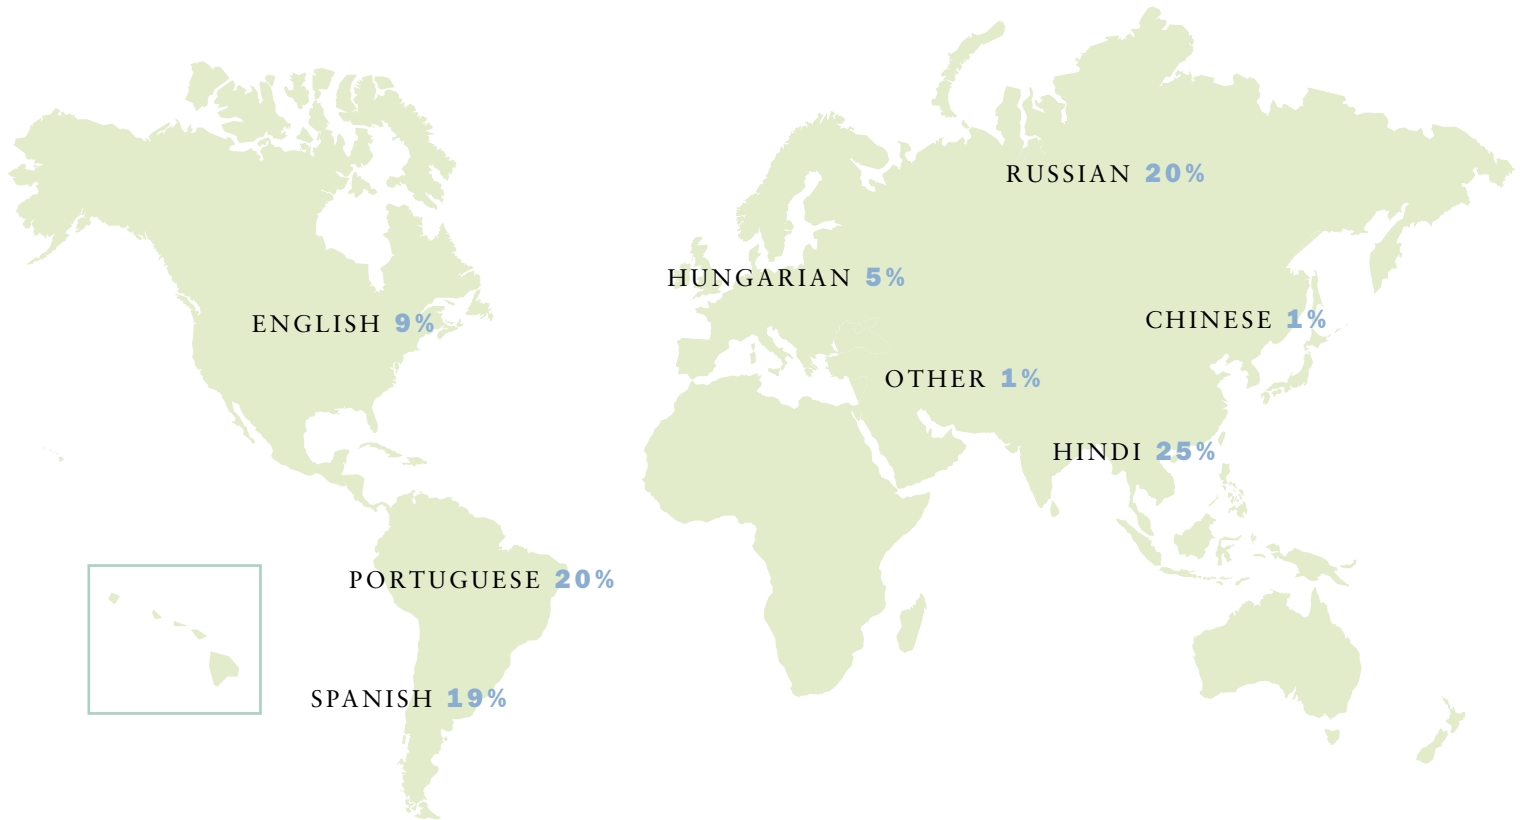 RUSSIAN 20%
HUNGARIAN 5%
CHINESE 1%
ENGLISH 9%
OTHER 1%
HINDI 25%
PORTUGUESE 20%
SPANISH 19%